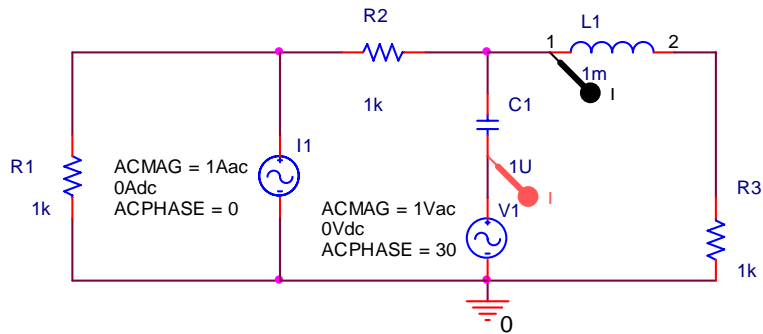 R2
1k
L1
1 2
1m
I
C1
1U
I
R1
1k
I1
ACMAG = 1Aac
0Adc
ACPHASE = 0
V1
ACMAG = 1Vac
0Vdc
ACPHASE = 30
+
-
+
-
R3
1k
0